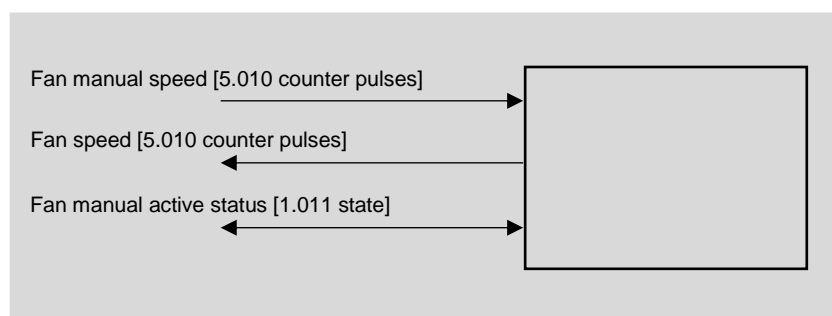 Fan manual speed [5.010 counter pulses]
Fan speed [5.010 counter pulses]
Fan manual active status [1.011 state]